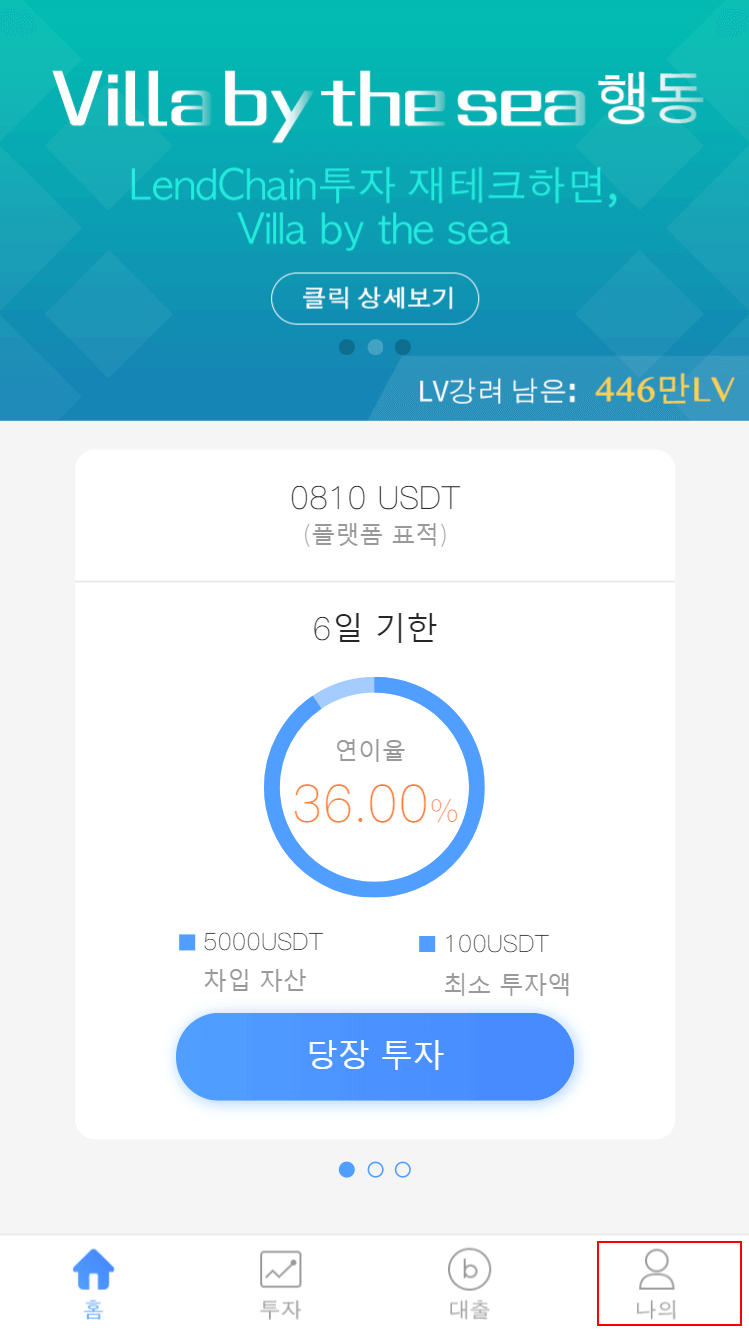 Villa by the sea 행동
LendChain투자 재테크하면,
Villa by the sea
클릭 상세보기
LV강려 남은: 446만LV
0810 USDT
(플랫폼 표적)
6일 기한
연이율
36.00%
5000USDT
차입 자산
100USDT
최소 투자액
당장 투자
홈
투자
대출
나의